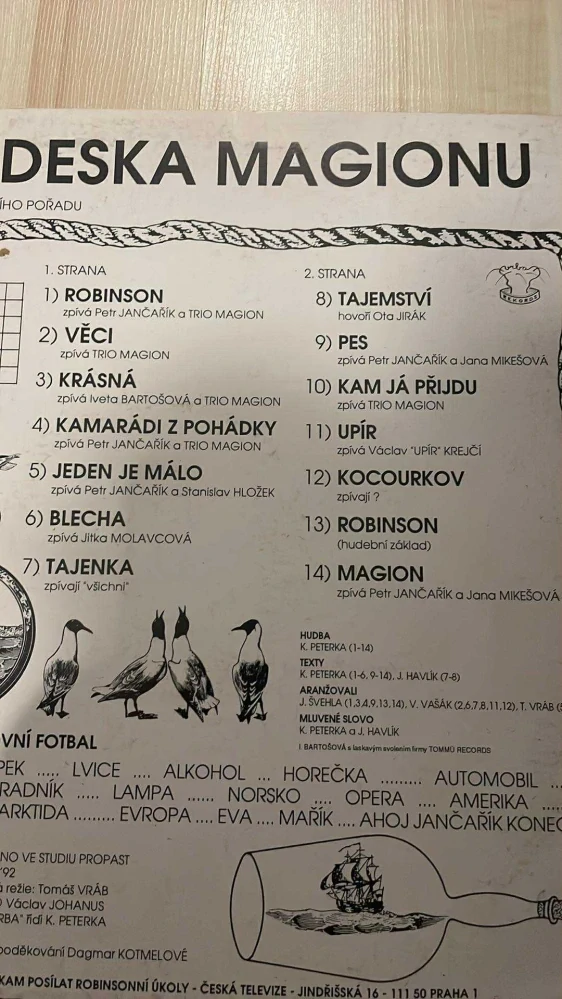 DESKA MAGIONU
ÍHO POŘADU
1. STRANA
1) ROBINSON
zpívá Petr JANČAŘÍK a TRIO MAGION
2) VĚCI
zpívá TRIO MAGION
3) KRÁSNÁ
zpívá Iveta BARTOŠOVÁ a TRIO MAGION
4) KAMARÁDI Z POHÁDKY
zpívá Petr JANČAŘÍK a TRIO MAGION
5) JEDEN JE MÁLO
zpívá Petr JANČAŘÍK a Stanislav HLOŽEK
6) BLECHA
zpívá Jitka MOLAVCOVÁ
7) TAJENKA
zpívají "všichni"
2. STRANA
8) TAJEMSTVÍ
hovoří Ota JIRÁK
9) PES
zpívá Petr JANČAŘÍK a Jana MIKEŠOVÁ
10) KAM JÁ PŘIJDU
zpívá TRIO MAGION
11) UPÍR
zpívá Václav "UPÍR" KREJČÍ
12) KOCOURKOV
zpívají ?
13) ROBINSON
(hudební základ)
14) MAGION
zpívá Petr JANČAŘÍK a Jana MIKEŠOVÁ
HUDBA
K. PETERKA (1-14)
TEXTY
K. PETERKA (1-6, 9-14), J. HAVLÍK (7-8)
ARANŽOVALI
J. ŠVEHLA (1,3,4,9,13,14), V. VAŠÁK (2,6,7,8,11,12), T. VRÁB (5
MLUVENÉ SLOVO
K. PETERKA a J. HAVLÍK
I. BARTOŠOVÁ s laskavým svolením firmy TOMMÜ RECORDS
VNÍ FOTBAL
PEK ..... LVICE .... ALKOHOL ... HOREČKA ......... AUTOMOBIL ...
RADNÍK ..... LAMPA ...... NORSKO .... OPERA .... AMERIKA .....
ARKTIDA ......... EVROPA .... EVA .... MAŘÍK .... AHOJ JANČAŘÍK KONEC
NO VE STUDIU PROPAST
'92
á režie: Tomáš VRÁB
Václav JOHANUS
RBA" řídí K. PETERKA
poděkování Dagmar KOTMELOVÉ
KAM POSÍLAT ROBINSONNÍ ÚKOLY - ČESKÁ TELEVIZE - JINDŘIŠSKÁ 16 - 111 50 PRAHA 1